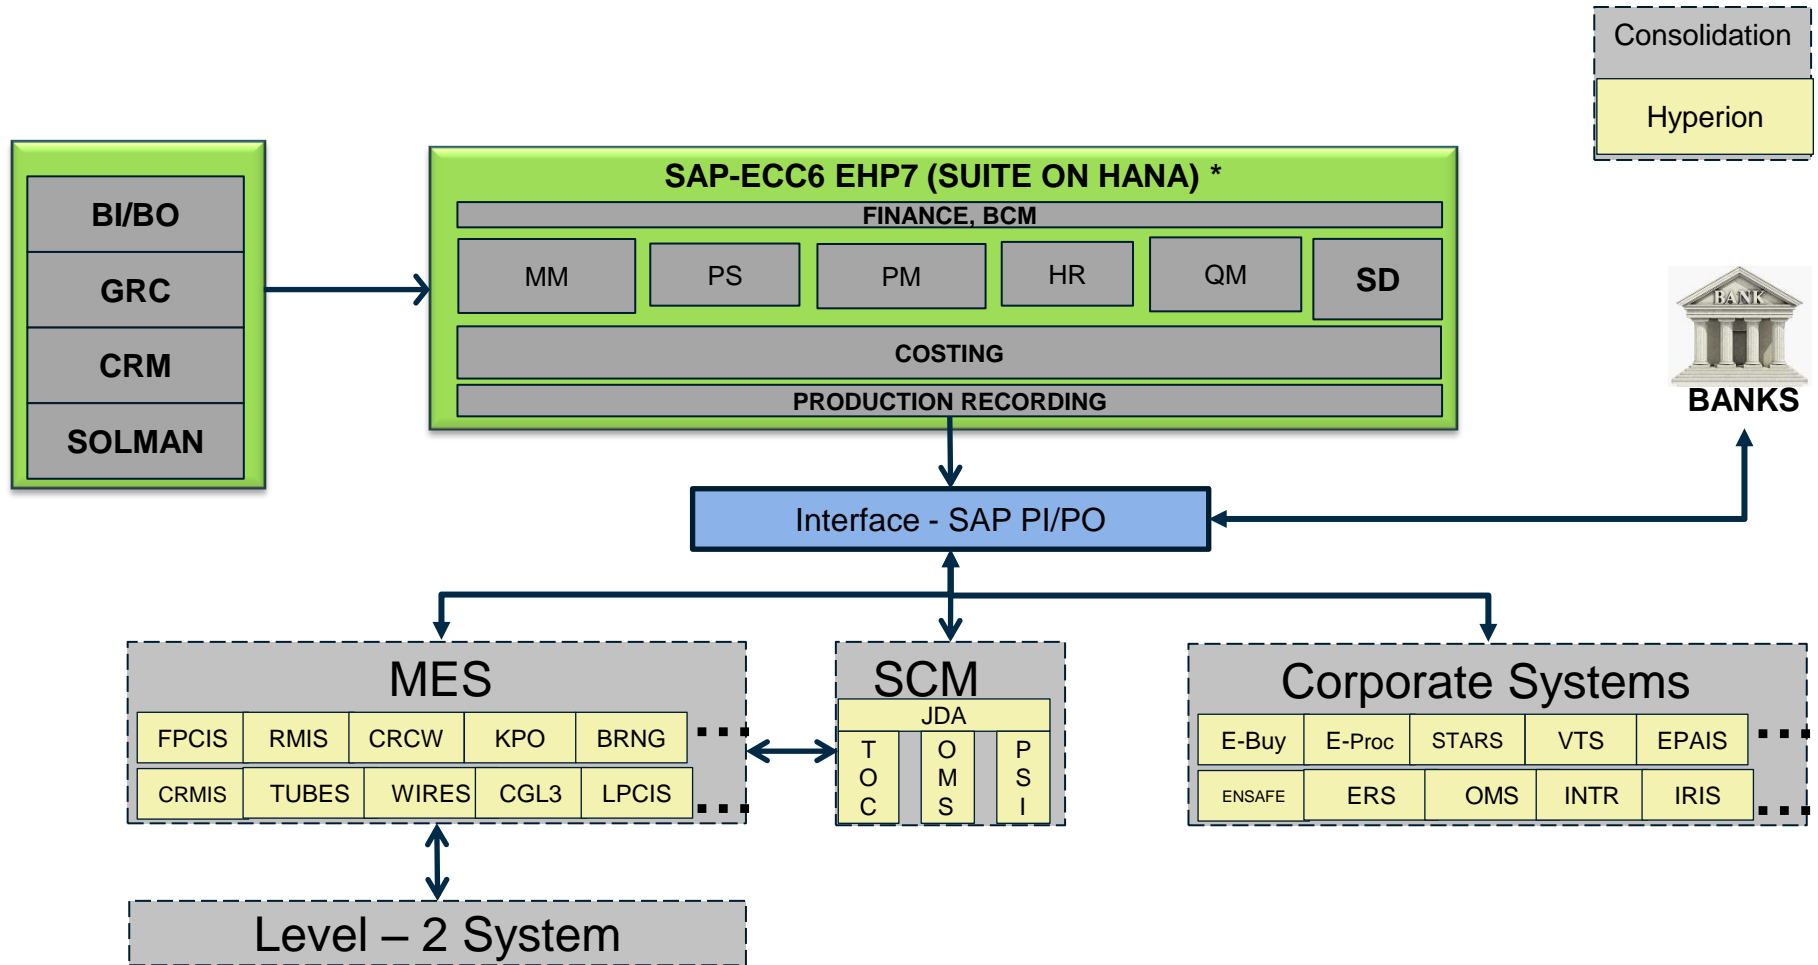 Consolidation
Hyperion
BI/BO
GRC
CRM
SOLMAN
SAP-ECC6 EHP7 (SUITE ON HANA) *
FINANCE, BCM
MM PS PM HR QM SD
COSTING
PRODUCTION RECORDING
BANK
BANKS
Interface - SAP PI/PO
MES
FPCIS RMIS CRCW KPO BRNG ...
CRMIS TUBES WIRES CGL3 LPCIS ...
SCM
JDA
TOC OMS PSI
Corporate Systems
E-Buy E-Proc STARS VTS EPAIS ...
ENSAFE ERS OMS INTR IRIS ...
Level – 2 System